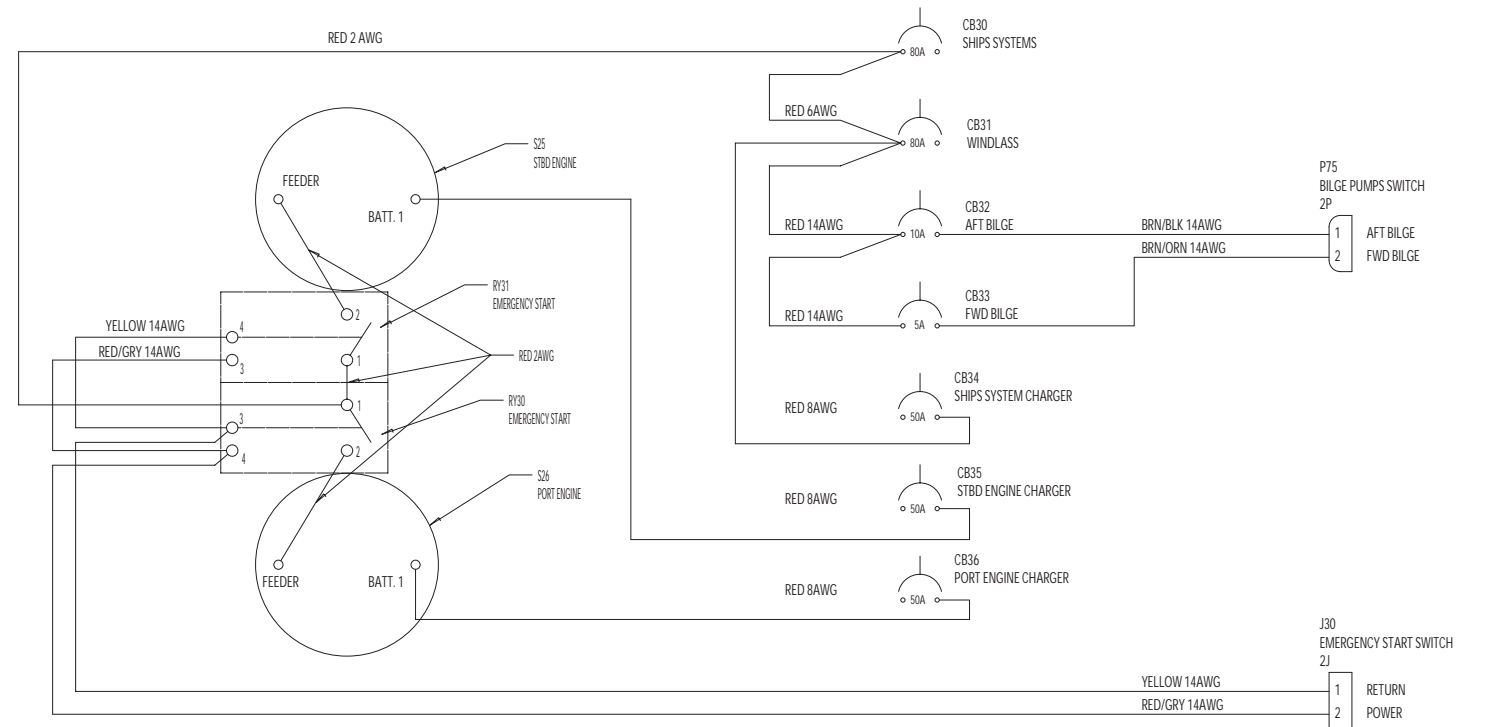 CB30
RED 2 AWG
SHIPS SYSTEMS
80A
RED 6AWG
CB31
80A
WINDLASS
S25
STBD ENGINE
P75
BILGE PUMPS SWITCH
2P
FEEDER
BATT. 1
CB32
RED 14AWG
AFT BILGE
10A
BRN/BLK 14AWG
1
AFT BILGE
BRN/ORN 14AWG
2
FWD BILGE
RY31
EMERGENCY START
CB33
RED 14AWG
FWD BILGE
5A
2
YELLOW 14AWG
4
RED/GRY 14AWG
3
1
RED 2AWG
CB34
SHIPS SYSTEM CHARGER
RY30
EMERGENCY START
1
RED 8AWG
50A
3
4
2
S26
PORT ENGINE
CB35
STBD ENGINE CHARGER
RED 8AWG
50A
FEEDER
BATT. 1
CB36
PORT ENGINE CHARGER
RED 8AWG
50A
J30
EMERGENCY START SWITCH
2J
YELLOW 14AWG
1
RETURN
RED/GRY 14AWG
2
POWER